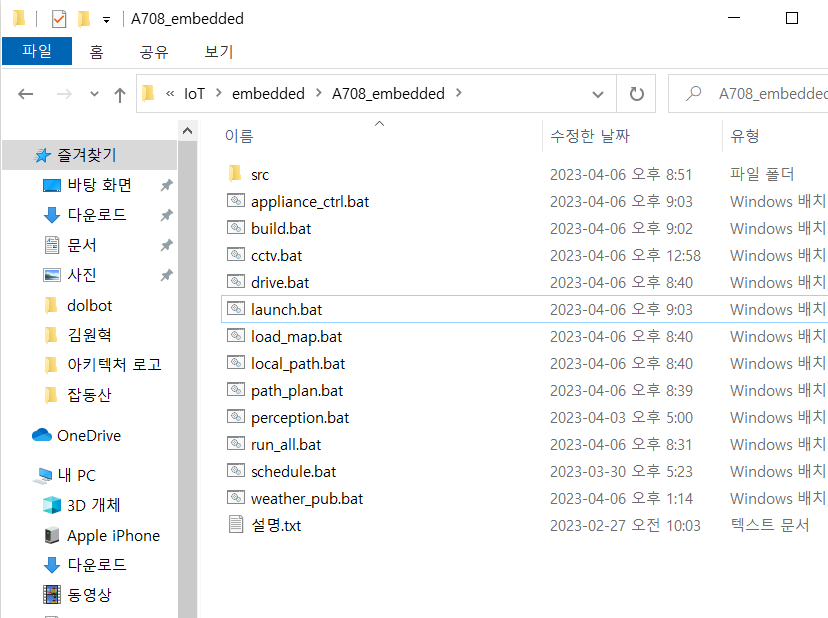 A708_embedded
파일 홈 공유 보기
« IoT > embedded > A708_embedded > A708_embedded
이름 수정한 날짜 유형
즐겨찾기
바탕 화면
다운로드
문서
사진
dolbot
김원혁
아키텍처 로고
잡동산
OneDrive
내 PC
3D 개체
Apple iPhone
다운로드
동영상
src 2023-04-06 오후 8:51 파일 폴더
appliance_ctrl.bat 2023-04-06 오후 9:03 Windows 배치
build.bat 2023-04-06 오후 9:02 Windows 배치
cctv.bat 2023-04-06 오후 12:58 Windows 배치
drive.bat 2023-04-06 오후 8:40 Windows 배치
launch.bat 2023-04-06 오후 9:03 Windows 배치
load_map.bat 2023-04-06 오후 8:40 Windows 배치
local_path.bat 2023-04-06 오후 8:40 Windows 배치
path_plan.bat 2023-04-06 오후 8:39 Windows 배치
perception.bat 2023-04-03 오후 5:00 Windows 배치
run_all.bat 2023-04-06 오후 8:31 Windows 배치
schedule.bat 2023-03-30 오후 5:23 Windows 배치
weather_pub.bat 2023-04-06 오후 1:14 Windows 배치
설명.txt 2023-02-27 오전 10:03 텍스트 문서